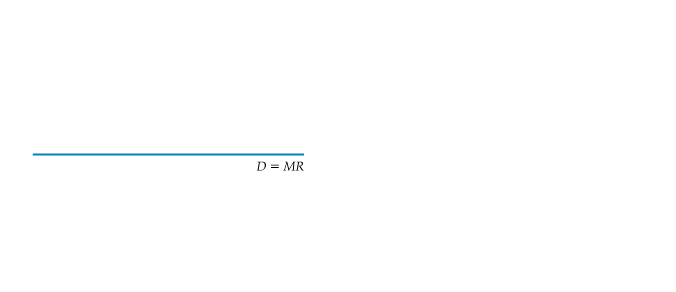 D = MR